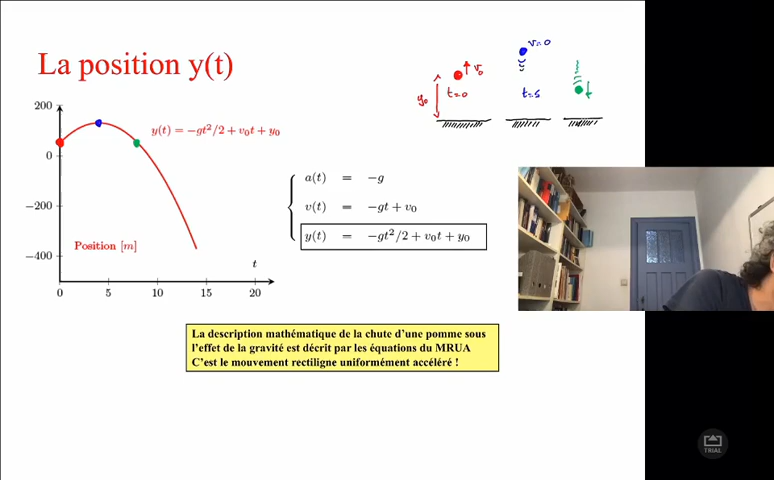 La position y(t)
v=0
v₀
y₀
t=0
t=5
200
0
−200
−400
y(t) = −gt²/2 + v₀t + y₀
Position [m]
t
0 5 10 15 20
a(t) = −g
v(t) = −gt + v₀
y(t) = −gt²/2 + v₀t + y₀
La description mathématique de la chute d'une pomme sous
l'effet de la gravité est décrit par les équations du MRUA
C'est le mouvement rectiligne uniformément accéléré !
TRIAL